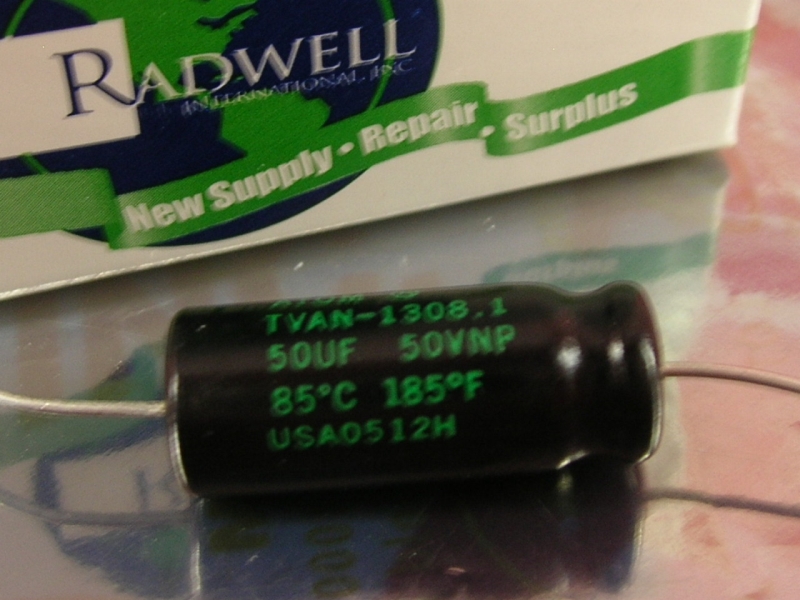 RADWELL
INTERNATIONAL, INC
New Supply • Repair • Surplus
TVAN-1308.1
50UF 50VNP
85°C 185°F
USA0512H